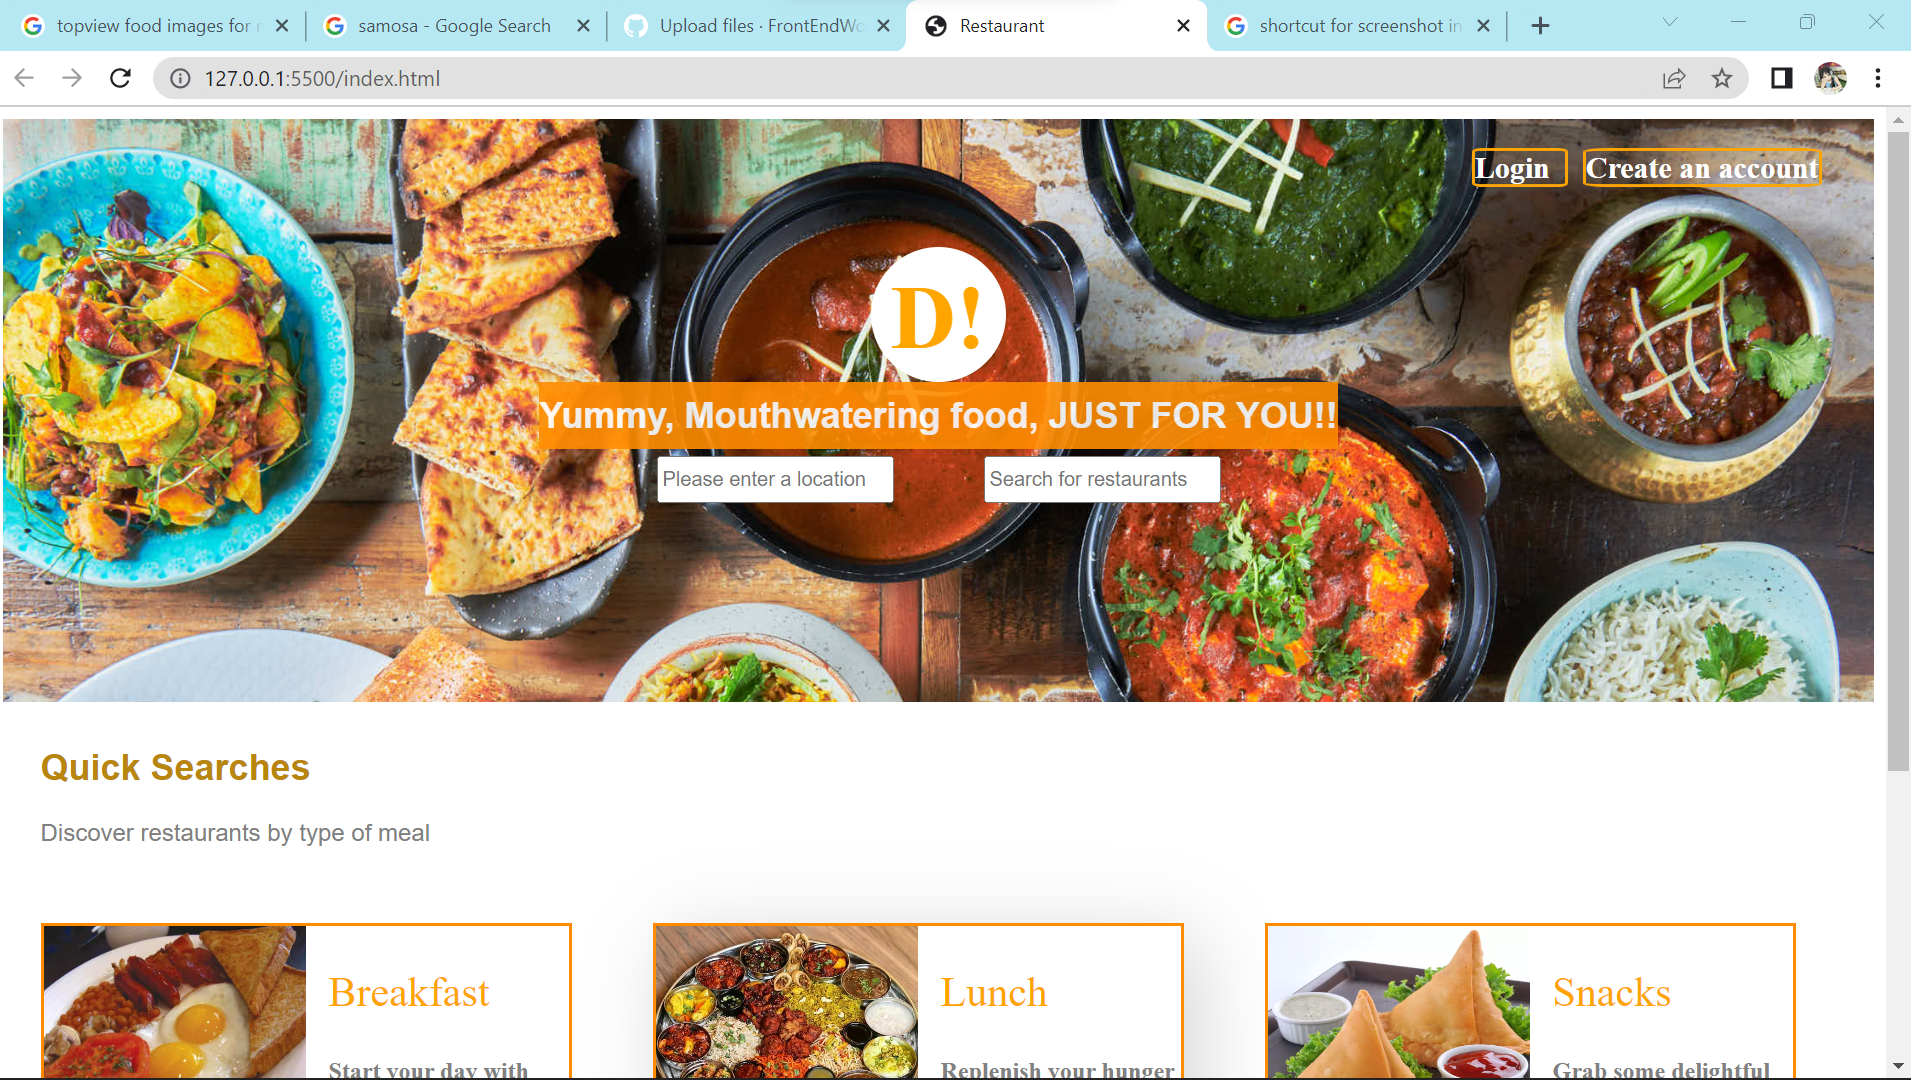 topview food images for
samosa - Google Search
Upload files · FrontEndWo
Restaurant
shortcut for screenshot in
127.0.0.1:5500/index.html
Login
Create an account
D!
Yummy, Mouthwatering food, JUST FOR YOU!!
Please enter a location
Search for restaurants
Quick Searches
Discover restaurants by type of meal
Breakfast
Start your day with
Lunch
Replenish your hunger
Snacks
Grab some delightful